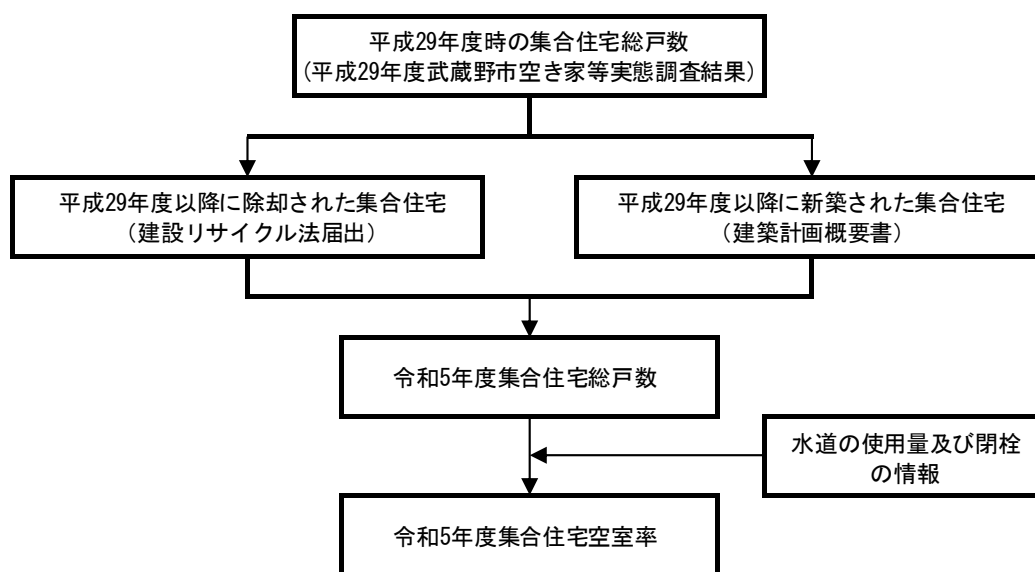 平成29年度時の集合住宅総戸数
(平成29年度武蔵野市空き家等実態調査結果)
平成29年度以降に除却された集合住宅
（建設リサイクル法届出）
平成29年度以降に新築された集合住宅
（建築計画概要書）
令和5年度集合住宅総戸数
水道の使用量及び閉栓
の情報
令和5年度集合住宅空室率